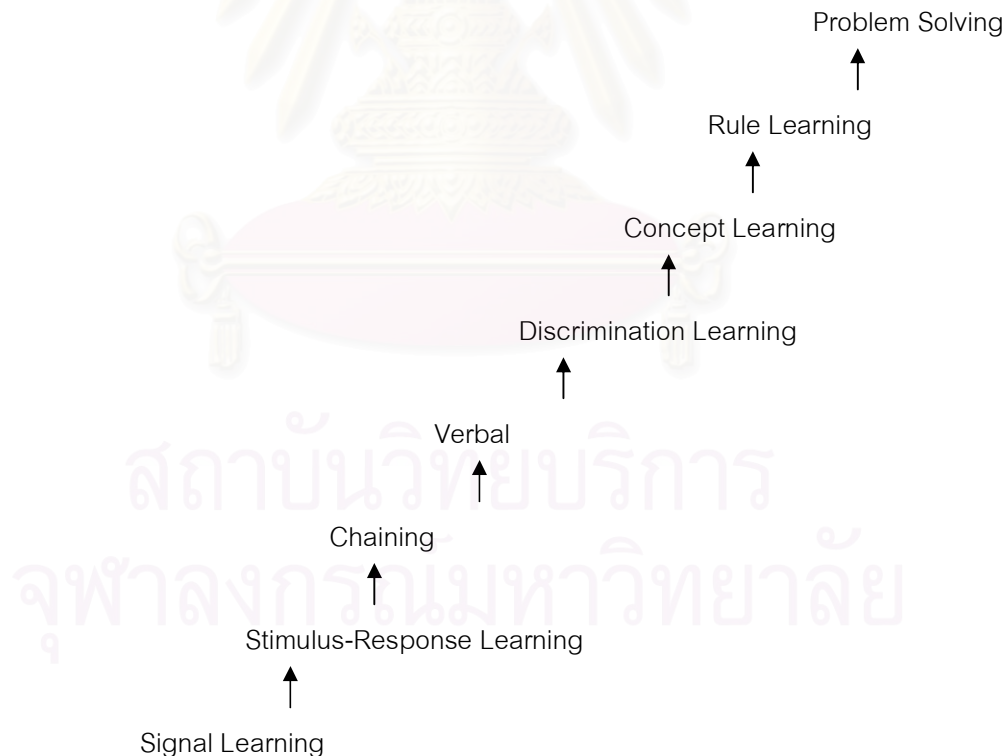 Problem Solving
Rule Learning
Concept Learning
Discrimination Learning
Verbal
สถาบันวิทยบริการ
Chaining
จุฬาลงกรณ์มหาวิทยาลัย
Stimulus-Response Learning
Signal Learning